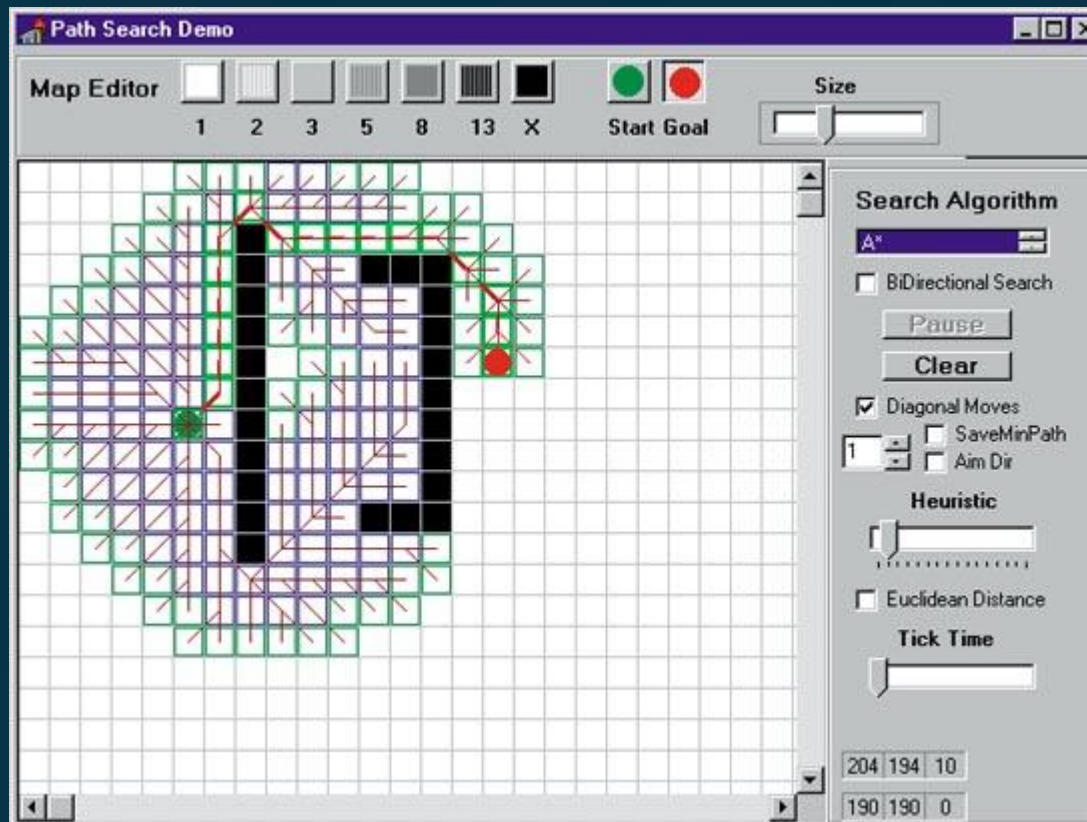 Path Search Demo
Map Editor
1 2 3 5 8 13 X
Start Goal
Size
Search Algorithm
A*
BiDirectional Search
Pause
Clear
Diagonal Moves
1
SaveMinPath
Aim Dir
Heuristic
Euclidean Distance
Tick Time
204 194 10
190 190 0